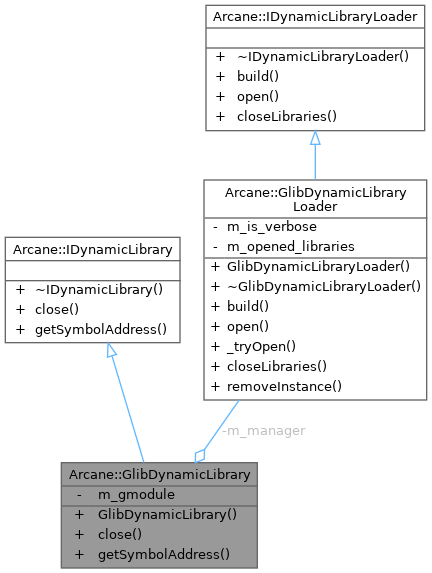 Arcane::IDynamicLibraryLoader
+ ~IDynamicLibraryLoader()
+ build()
+ open()
+ closeLibraries()
Arcane::GlibDynamicLibrary
Loader
- m_is_verbose
- m_opened_libraries
+ GlibDynamicLibraryLoader()
+ ~GlibDynamicLibraryLoader()
+ build()
+ open()
+ _tryOpen()
+ closeLibraries()
+ removeInstance()
Arcane::IDynamicLibrary
+ ~IDynamicLibrary()
+ close()
+ getSymbolAddress()
-m_manager
Arcane::GlibDynamicLibrary
- m_gmodule
+ GlibDynamicLibrary()
+ close()
+ getSymbolAddress()